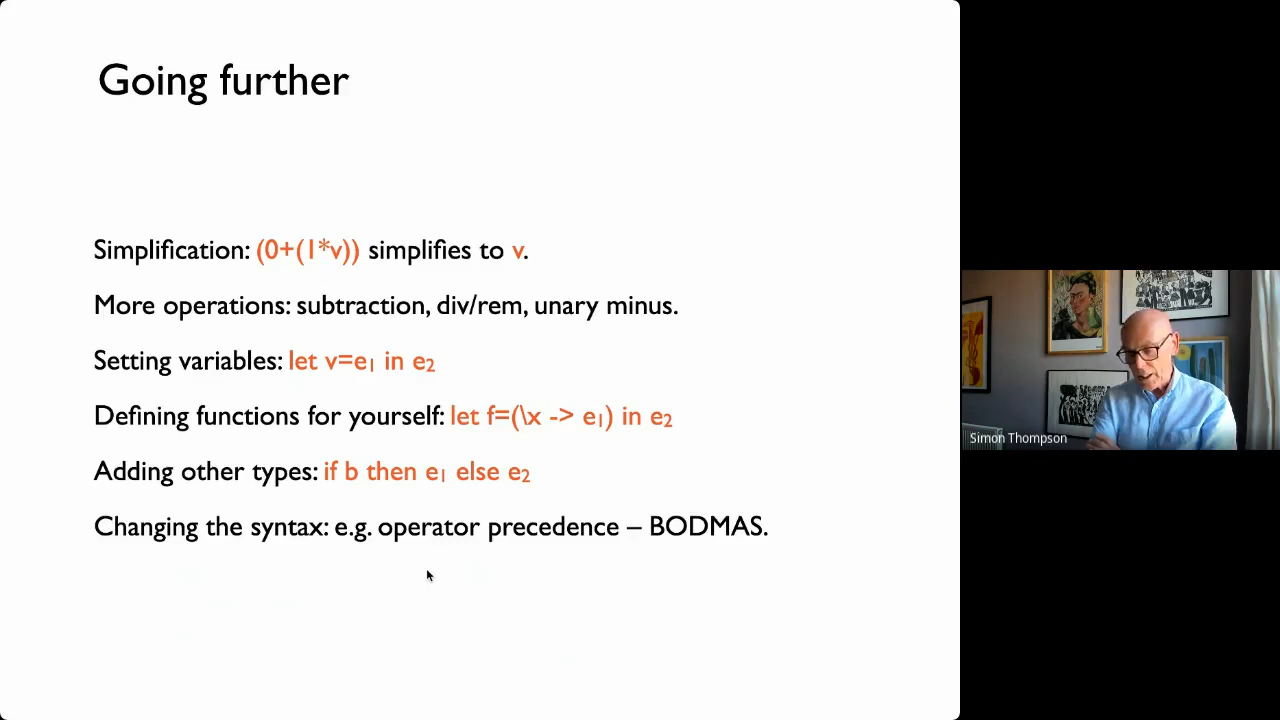 Going further
Simplification: (0+(1*v)) simplifies to v.
More operations: subtraction, div/rem, unary minus.
Setting variables: let v=e₁ in e₂
Defining functions for yourself: let f=(\x -> e₁) in e₂
Adding other types: if b then e₁ else e₂
Changing the syntax: e.g. operator precedence – BODMAS.
Simon Thompson